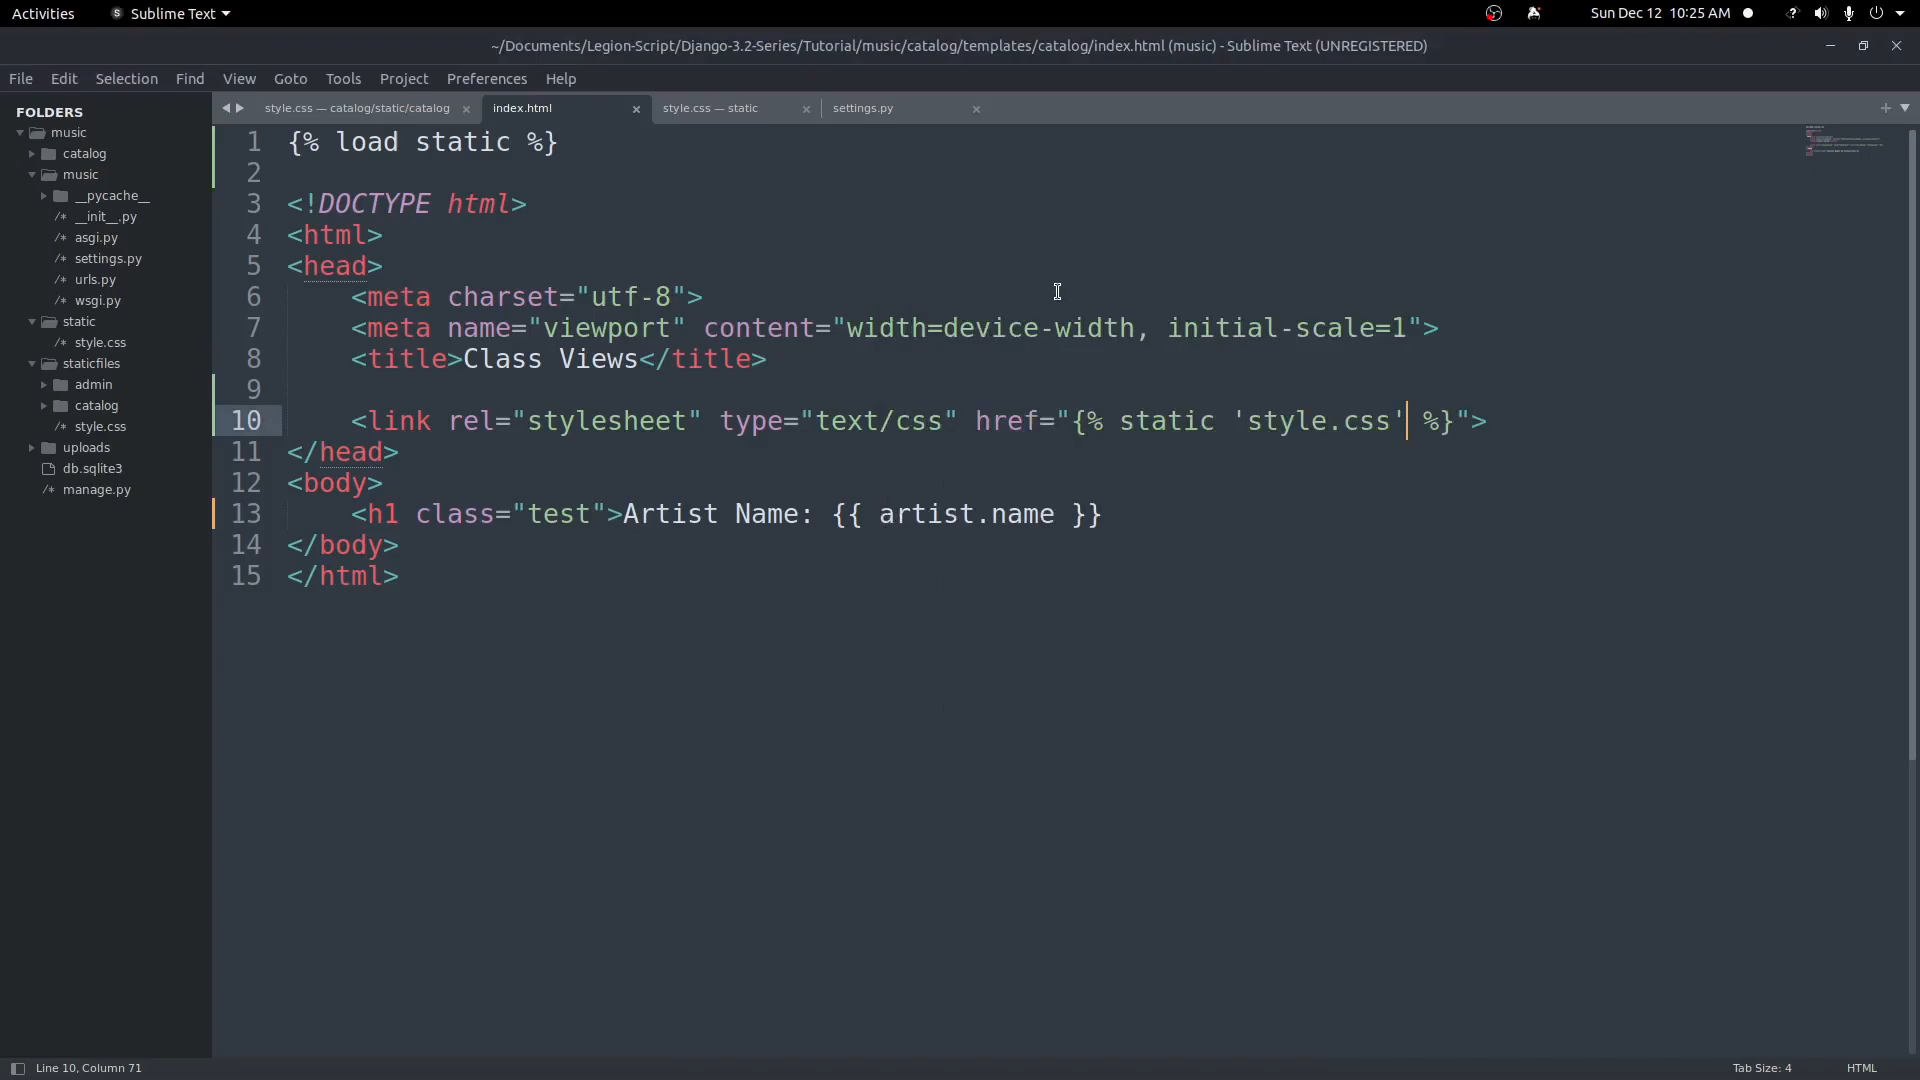 Activities Sublime Text Sun Dec 12 10:25 AM
~/Documents/Legion-Script/Django-3.2-Series/Tutorial/music/catalog/templates/catalog/index.html (music) - Sublime Text (UNREGISTERED)
File Edit Selection Find View Goto Tools Project Preferences Help
FOLDERS
music
catalog
music
__pycache__
__init__.py
asgi.py
settings.py
urls.py
wsgi.py
static
style.css
staticfiles
admin
catalog
style.css
uploads
db.sqlite3
manage.py
style.css — catalog/static/catalog index.html style.css — static settings.py
1 {% load static %}
2
3 <!DOCTYPE html>
4 <html>
5 <head>
6 <meta charset="utf-8">
7 <meta name="viewport" content="width=device-width, initial-scale=1">
8 <title>Class Views</title>
9
10 <link rel="stylesheet" type="text/css" href="{% static 'style.css' %}">
11 </head>
12 <body>
13 <h1 class="test">Artist Name: {{ artist.name }}
14 </body>
15 </html>
Line 10, Column 71 Tab Size: 4 HTML